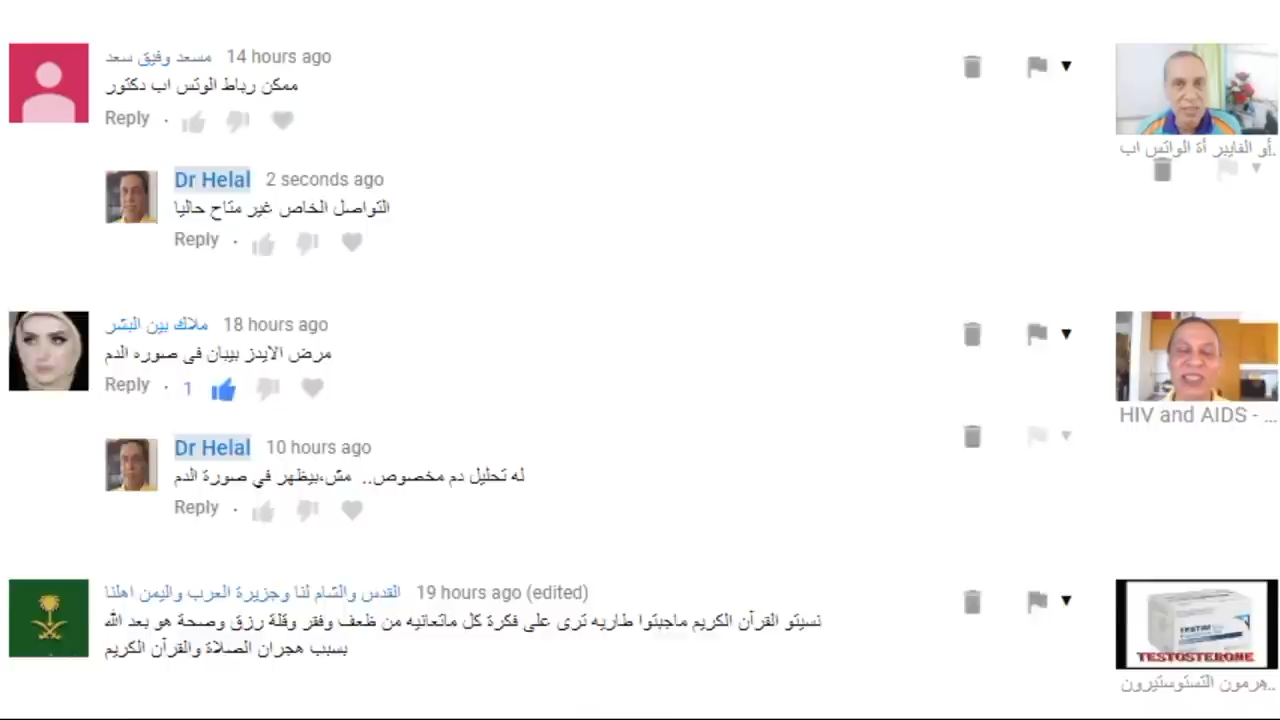 مسعد وفيق سعد 14 hours ago
ممكن رباط الوتس اب دكتور
Reply
أو الفايبر أة الواتس اب..
Dr Helal 2 seconds ago
التواصل الخاص غير متاح حاليا
Reply
ملاك بين البشر 18 hours ago
مرض الايدز بيبان فى صوره الدم
Reply · 1
HIV and AIDS - ...
Dr Helal 10 hours ago
له تحليل دم مخصوص.. مش،بيظهر في صورة الدم
Reply
القدس والشام لنا وجزيرة العرب واليمن اهلنا 19 hours ago (edited)
نسيتو القرآن الكريم ماجبتوا طاريه ترى على فكرة كل ماتعانيه من ظعف وفقر وقلة رزق وصحة هو بعد الله
بسبب هجران الصلاة والقرآن الكريم
TESTOSTERONE
هرمون التستوستيرون..